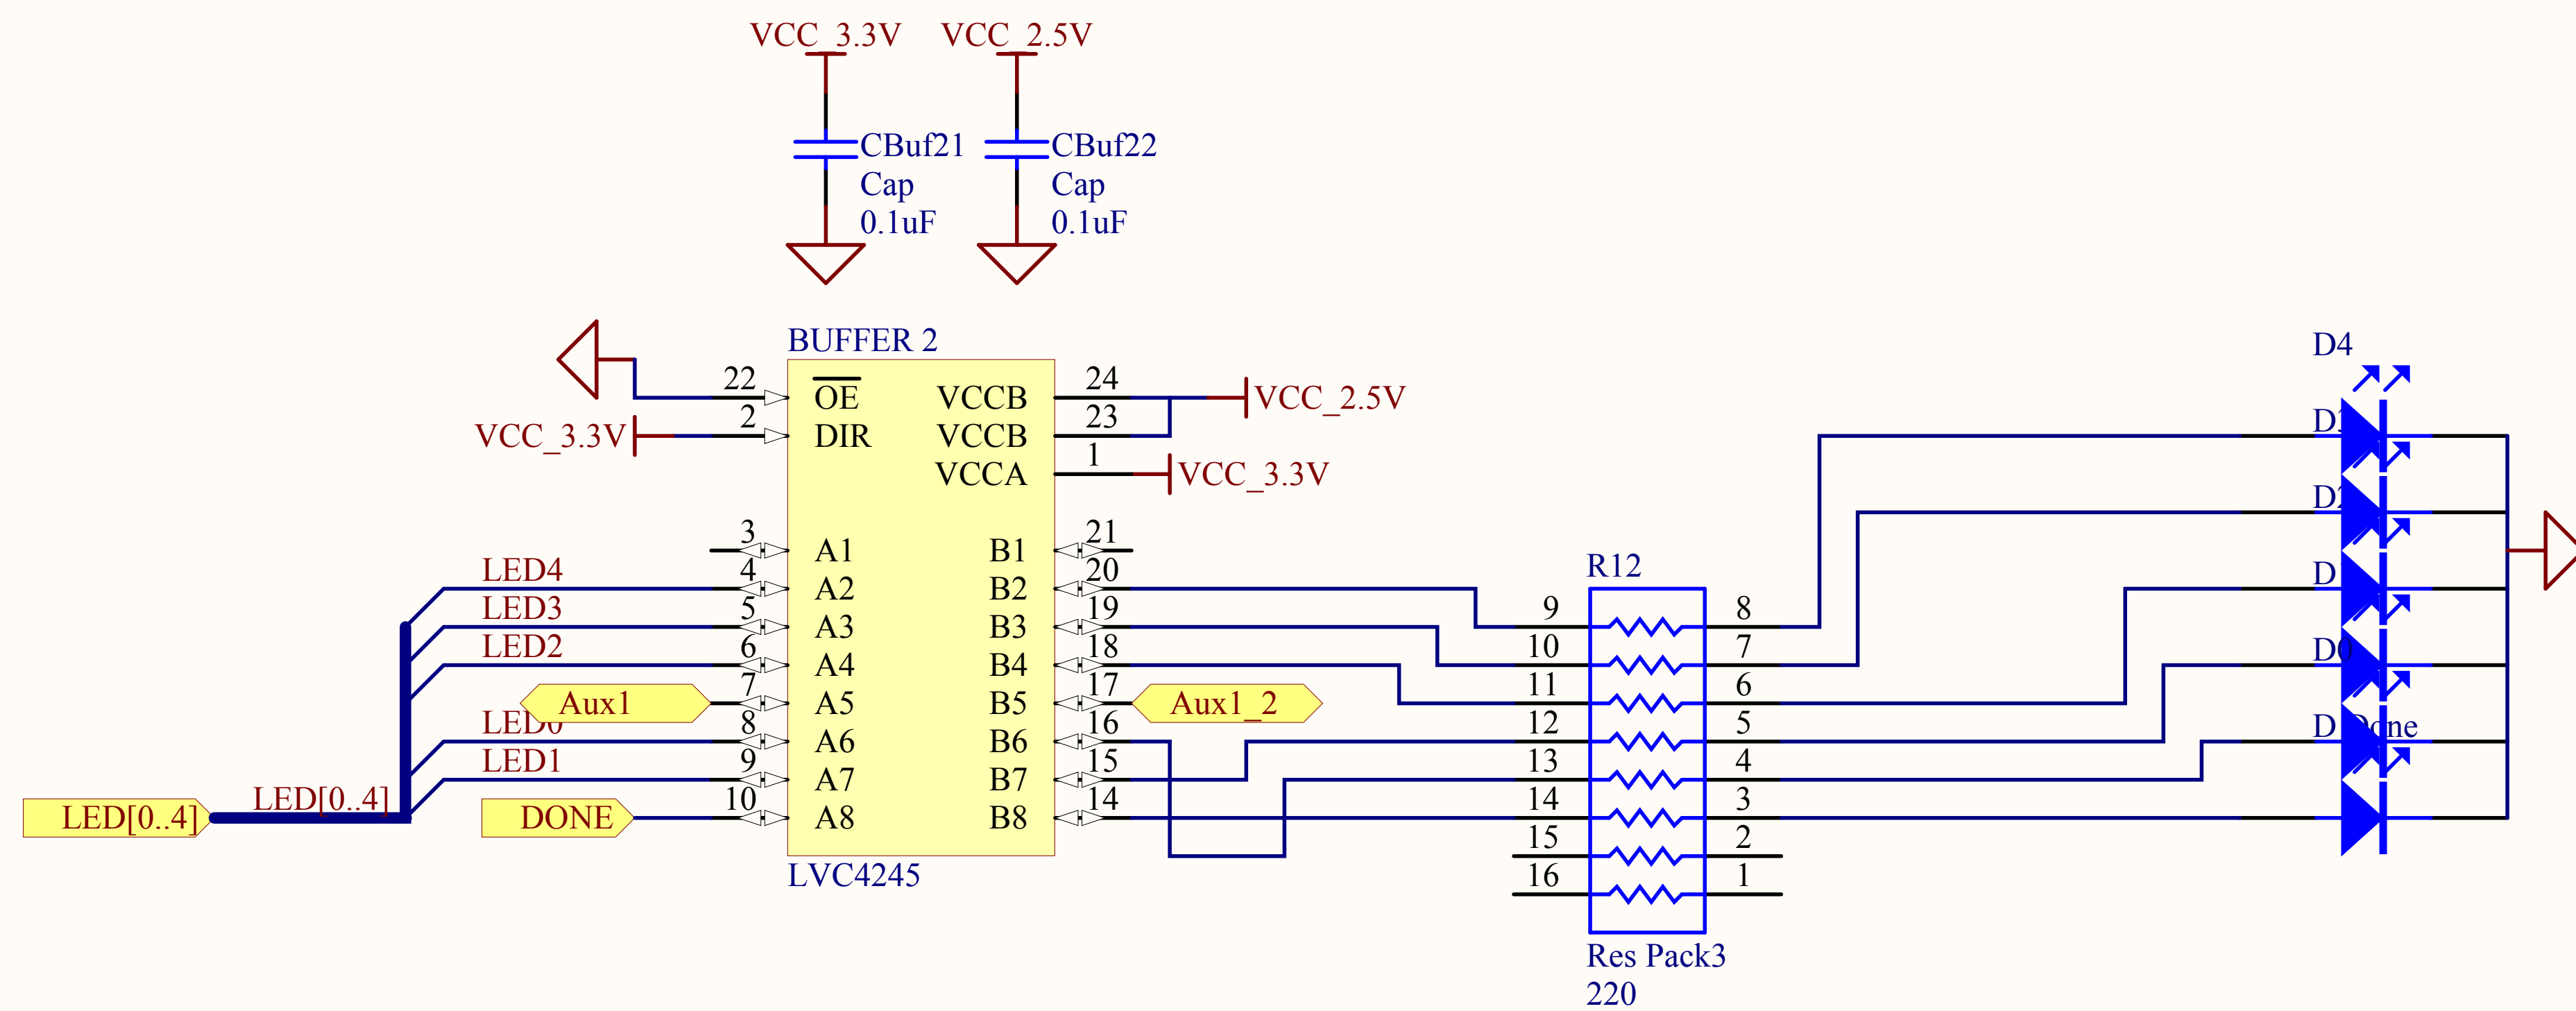 VCC_3.3V VCC_2.5V
CBuf21 CBuf22
Cap Cap
0.1uF 0.1uF
BUFFER 2
D4
22 OE VCCB 24 VCC_2.5V
VCC_3.3V 2 DIR VCCB 23
VCCA 1 VCC_3.3V
3 A1 B1 21
LED4 4 A2 B2 20
LED3 5 A3 B3 19
LED2 6 A4 B4 18
Aux1 7 A5 B5 17 Aux1_2
LED0 8 A6 B6 16
LED1 9 A7 B7 15
LED[0..4] LED[0..4] DONE 10 A8 B8 14
LVC4245
R12
9 8
10 7
11 6
12 5
13 4
14 3
15 2
16 1
Res Pack3
220
D2
D0